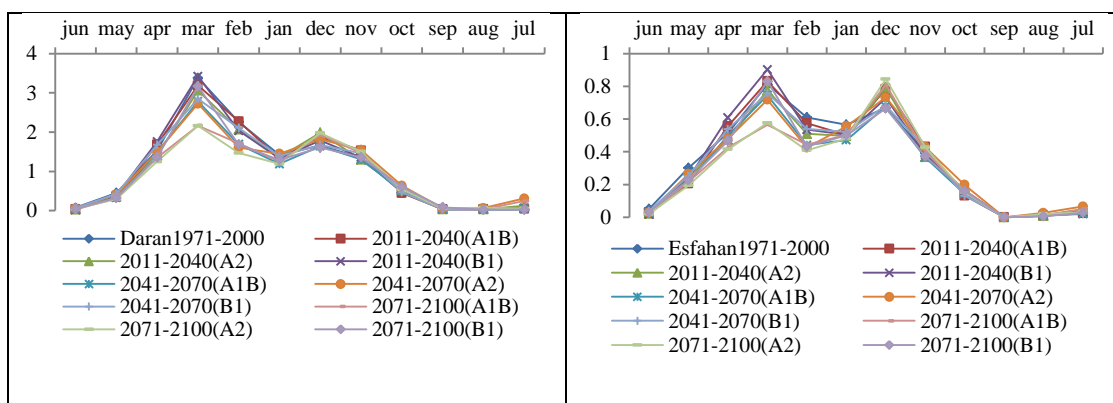 jun may apr mar feb jan dec nov oct sep aug jul
4
3
2
1
0
Daran1971-2000 2011-2040(A1B)
2011-2040(A2) 2011-2040(B1)
2041-2070(A1B) 2041-2070(A2)
2041-2070(B1) 2071-2100(A1B)
2071-2100(A2) 2071-2100(B1)
jun may apr mar feb jan dec nov oct sep aug jul
1
0.8
0.6
0.4
0.2
0
Esfahan1971-2000 2011-2040(A1B)
2011-2040(A2) 2011-2040(B1)
2041-2070(A1B) 2041-2070(A2)
2041-2070(B1) 2071-2100(A1B)
2071-2100(A2) 2071-2100(B1)